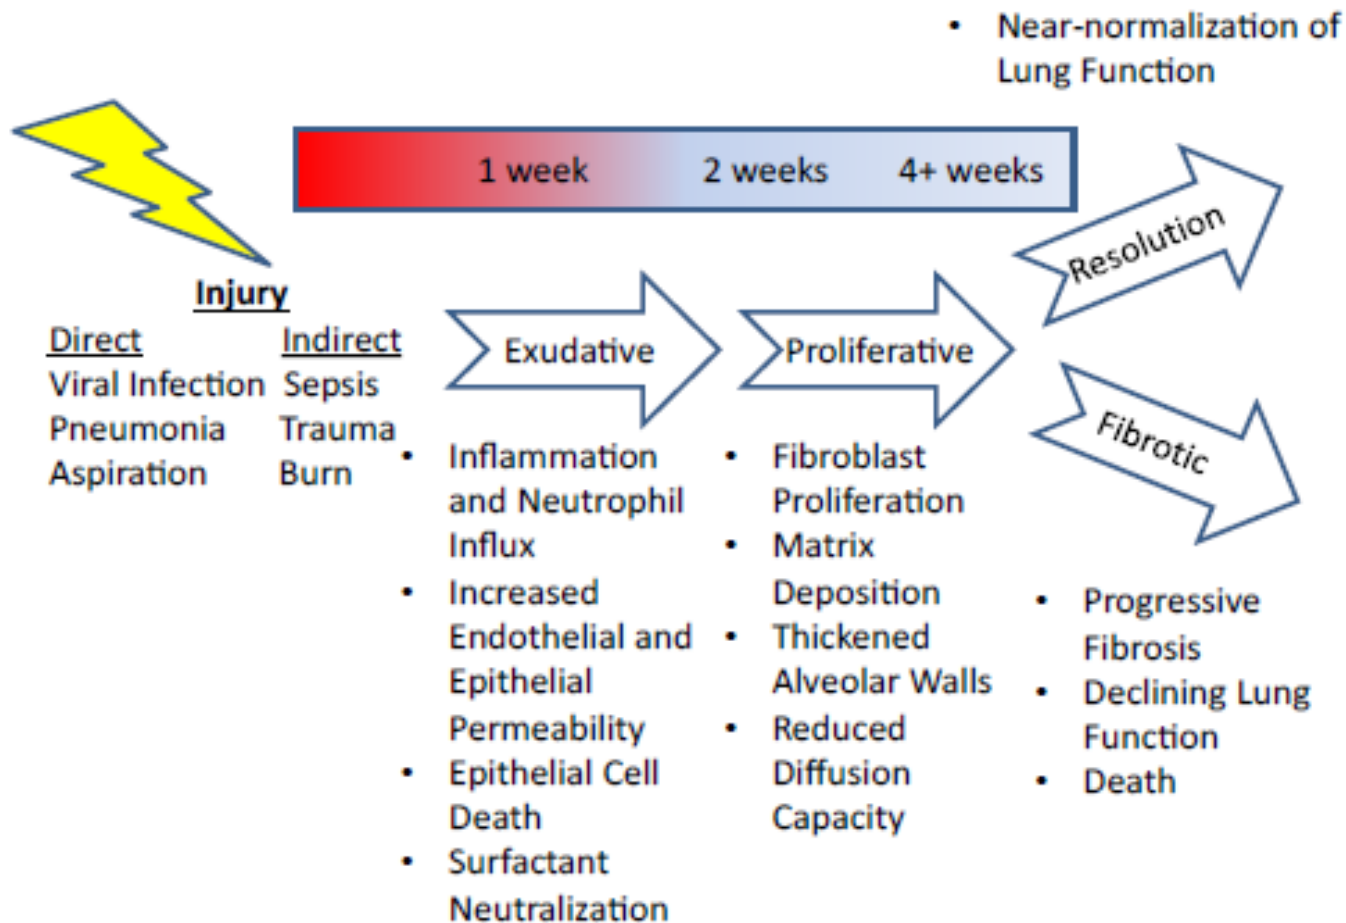 • Near-normalization of
Lung Function
1 week 2 weeks 4+ weeks
Injury
Direct Indirect
Viral Infection Sepsis
Pneumonia Trauma
Aspiration Burn
Exudative
• Inflammation
and Neutrophil
Influx
• Increased
Endothelial and
Epithelial
Permeability
• Epithelial Cell
Death
• Surfactant
Neutralization
Proliferative
• Fibroblast
Proliferation
• Matrix
Deposition
• Thickened
Alveolar Walls
• Reduced
Diffusion
Capacity
Resolution
Fibrotic
• Progressive
Fibrosis
• Declining Lung
Function
• Death